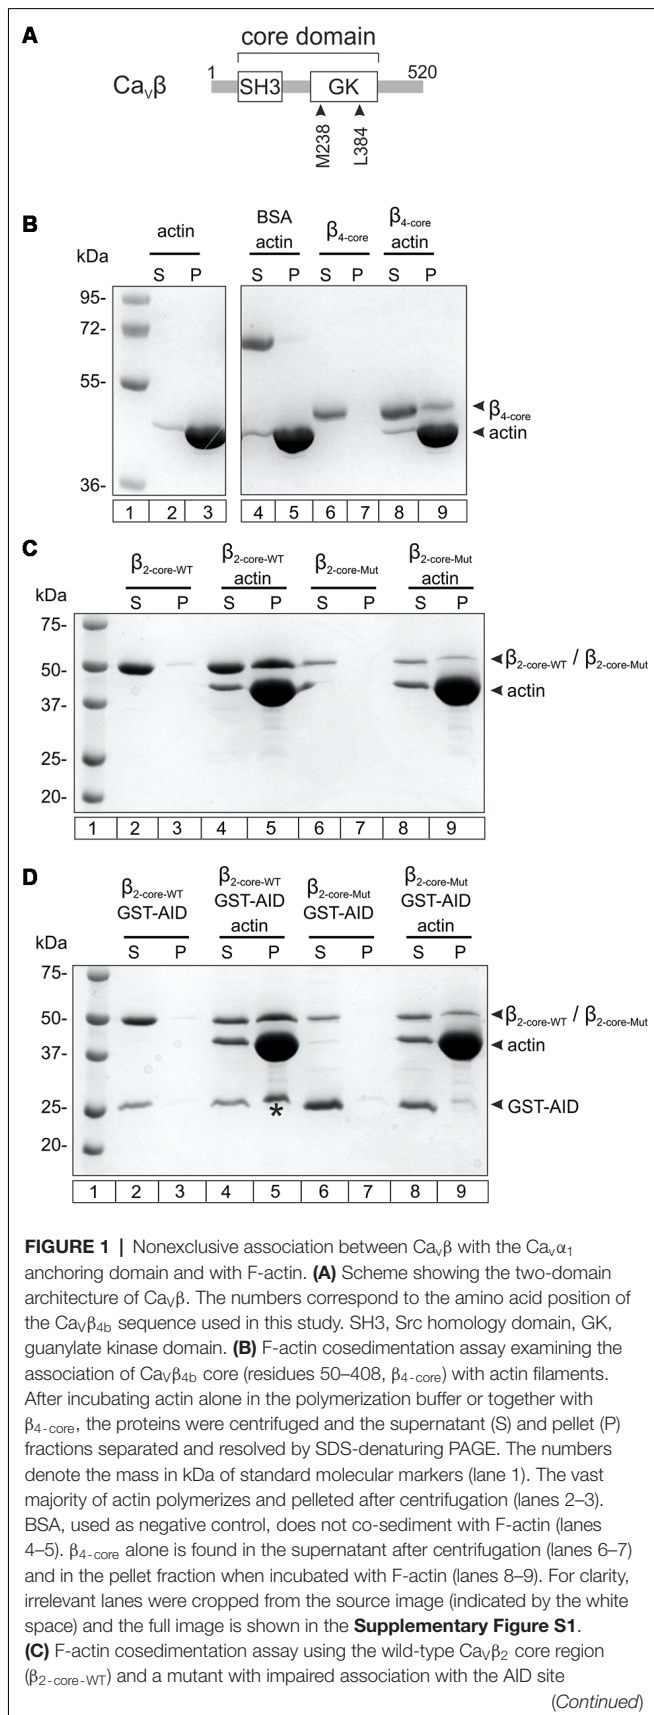 A
core domain
1
520
Caᵥβ
SH3
GK
M238
L384
B
actin
BSA
actin
β4-core
β4-core
actin
kDa
S P S P S P S P
95-
72-
55-
36-
β4-core
actin
1 2 3 4 5 6 7 8 9
C
β2-core-WT
β2-core-WT
actin
β2-core-Mut
β2-core-Mut
actin
kDa
S P S P S P S P
75-
50-
37-
25-
20-
β2-core-WT / β2-core-Mut
actin
1 2 3 4 5 6 7 8 9
D
β2-core-WT
GST-AID
β2-core-WT
GST-AID
actin
β2-core-Mut
GST-AID
β2-core-Mut
GST-AID
actin
kDa
S P S P S P S P
75-
50-
37-
25-
20-
*
β2-core-WT / β2-core-Mut
actin
GST-AID
1 2 3 4 5 6 7 8 9
FIGURE 1 | Nonexclusive association between Caᵥβ with the Caᵥα1
anchoring domain and with F-actin. (A) Scheme showing the two-domain
architecture of CaVβ. The numbers correspond to the amino acid position of
the CaVβ4b sequence used in this study. SH3, Src homology domain, GK,
guanylate kinase domain. (B) F-actin cosedimentation assay examining the
association of CaVβ4b core (residues 50–408, β4-core) with actin filaments.
After incubating actin alone in the polymerization buffer or together with
β4-core, the proteins were centrifuged and the supernatant (S) and pellet (P)
fractions separated and resolved by SDS-denaturing PAGE. The numbers
denote the mass in kDa of standard molecular markers (lane 1). The vast
majority of actin polymerizes and pelleted after centrifugation (lanes 2–3).
BSA, used as negative control, does not co-sediment with F-actin (lanes
4–5). β4-core alone is found in the supernatant after centrifugation (lanes 6–7)
and in the pellet fraction when incubated with F-actin (lanes 8–9). For clarity,
irrelevant lanes were cropped from the source image (indicated by the white
space) and the full image is shown in the Supplementary Figure S1.
(C) F-actin cosedimentation assay using the wild-type CaVβ2 core region
(β2-core-WT) and a mutant with impaired association with the AID site
(Continued)